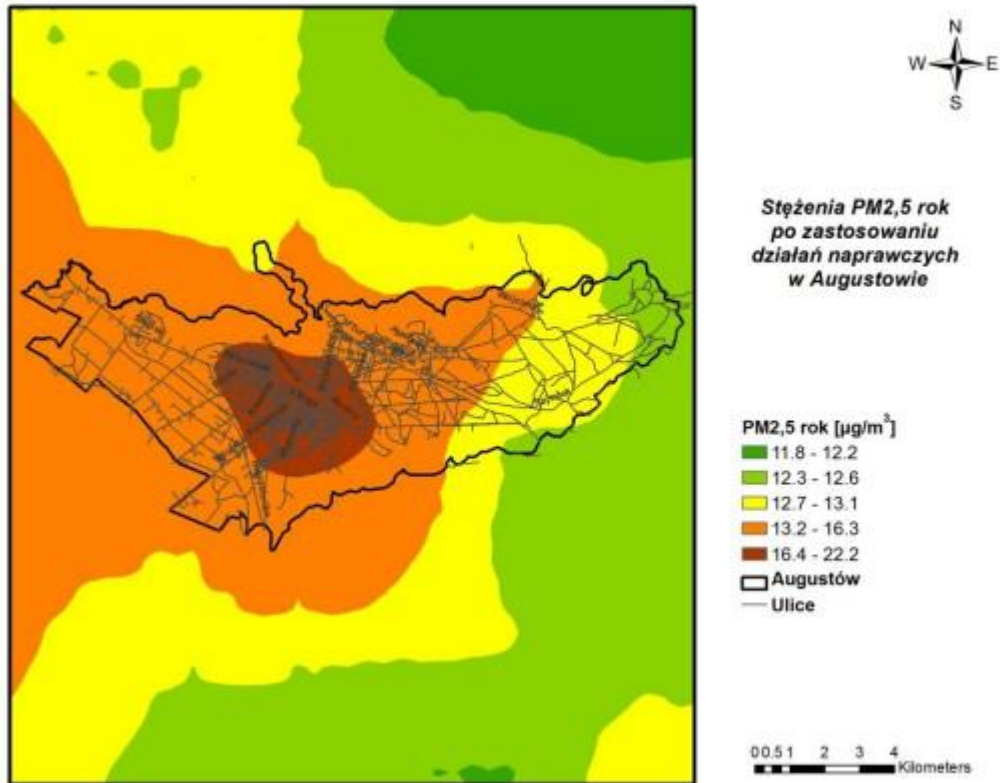 N
W E
S
Stężenia PM2,5 rok
po zastosowaniu
działań naprawczych
w Augustowie
PM2,5 rok [µg/m³]
11.8 - 12.2
12.3 - 12.6
12.7 - 13.1
13.2 - 16.3
16.4 - 22.2
Augustów
Ulice
0 0.5 1 2 3 4
Kilometers